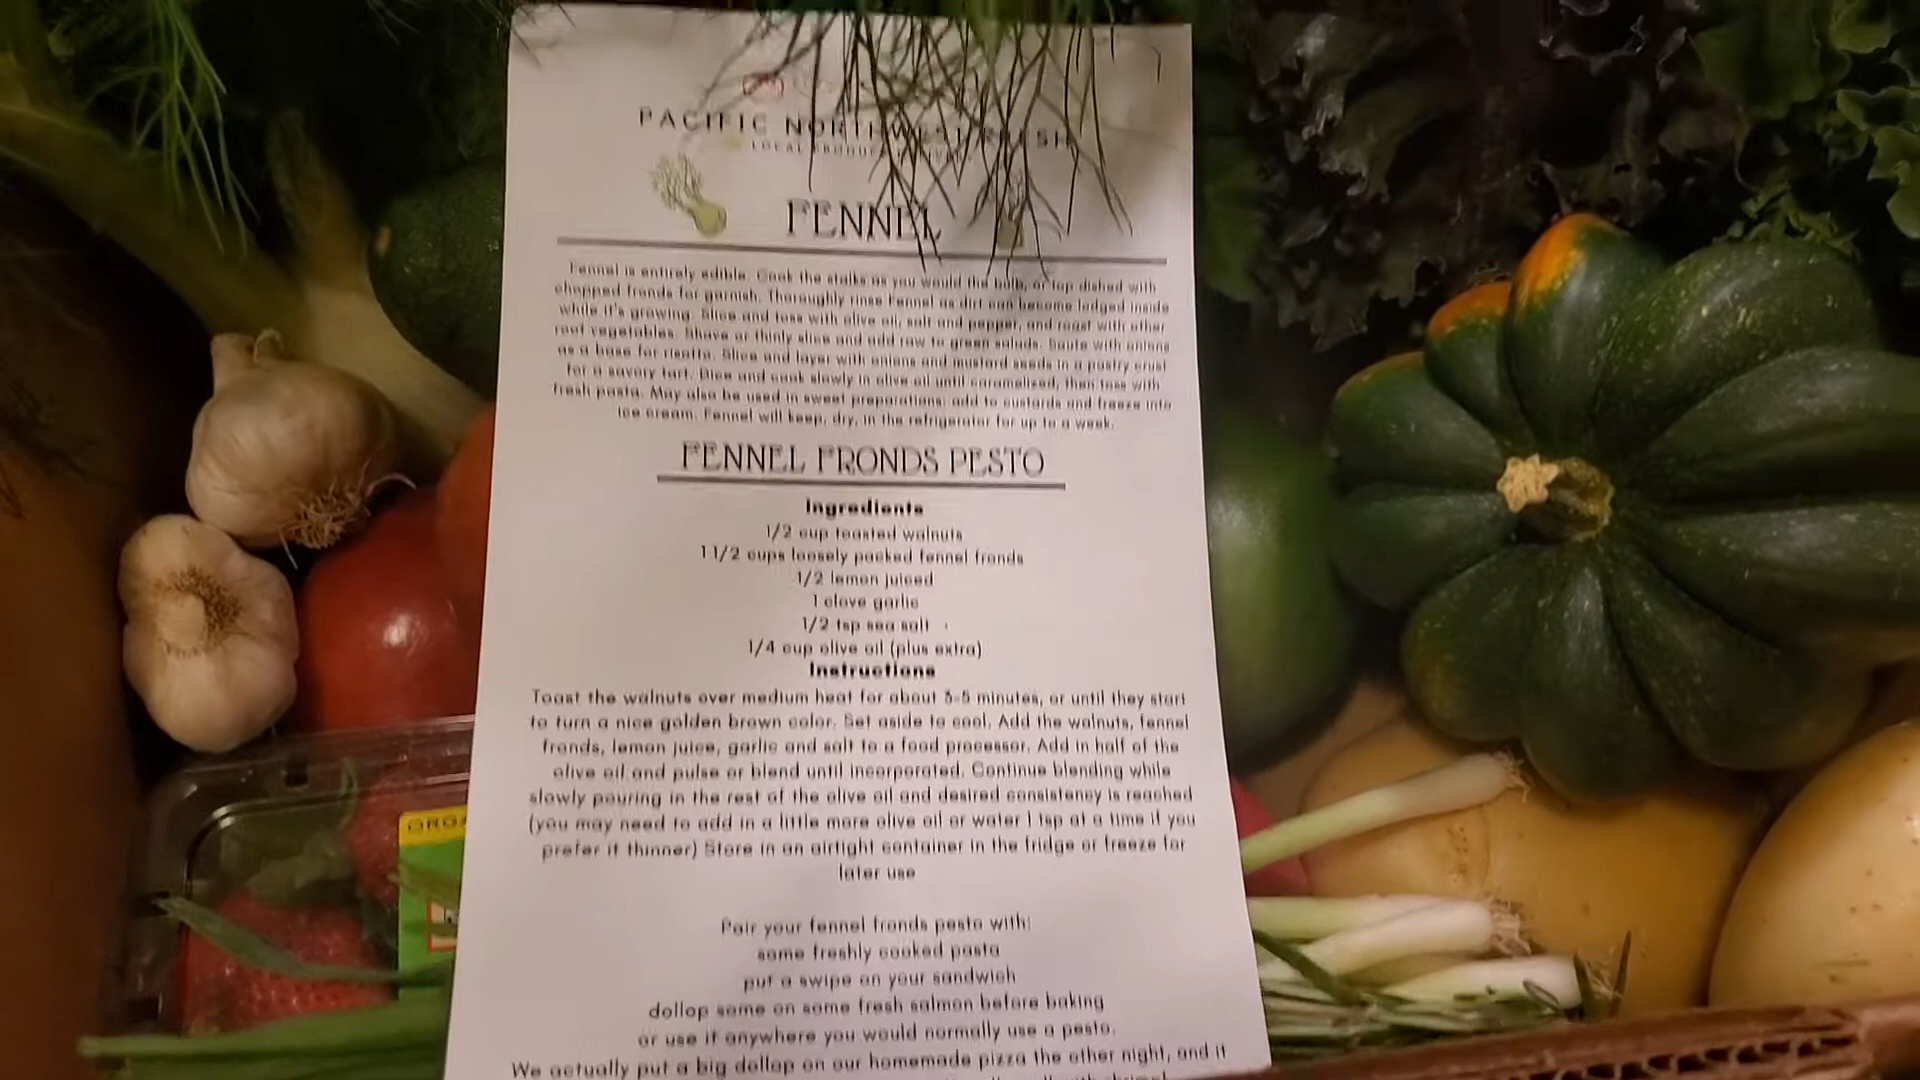 PACIFIC NORTHWEST FRESH
LOCAL PRODUCE
FENNEL
Fennel is entirely edible. Cook the stalks as you would the bulb, or top dished with
chopped fronds for garnish. Thoroughly rinse Fennel as dirt can become lodged inside
while it's growing. Slice and toss with olive oil, salt and pepper, and roast with other
root vegetables. Shave or thinly slice and add raw to green salads. Saute with onions
as a base for risotto. Slice and layer with onions and mustard seeds in a pastry crust
for a savory tart. Dice and cook slowly in olive oil until caramelized, then toss with
fresh pasta. May also be used in sweet preparations: add to custards and freeze into
ice cream. Fennel will keep, dry, in the refrigerator for up to a week.
FENNEL FRONDS PESTO
Ingredients
1/2 cup toasted walnuts
1 1/2 cups loosely packed fennel fronds
1/2 lemon juiced
1 clove garlic
1/2 tsp sea salt
1/4 cup olive oil (plus extra)
Instructions
Toast the walnuts over medium heat for about 3-5 minutes, or until they start
to turn a nice golden brown color. Set aside to cool. Add the walnuts, fennel
fronds, lemon juice, garlic and salt to a food processor. Add in half of the
olive oil and pulse or blend until incorporated. Continue blending while
slowly pouring in the rest of the olive oil and desired consistency is reached
(you may need to add in a little more olive oil or water 1 tsp at a time if you
prefer it thinner) Store in an airtight container in the fridge or freeze for
later use
Pair your fennel fronds pesto with:
some freshly cooked pasta
put a swipe on your sandwich
dollop some on some fresh salmon before baking
or use it anywhere you would normally use a pesto.
We actually put a big dollop on our homemade pizza the other night, and it
ORGA